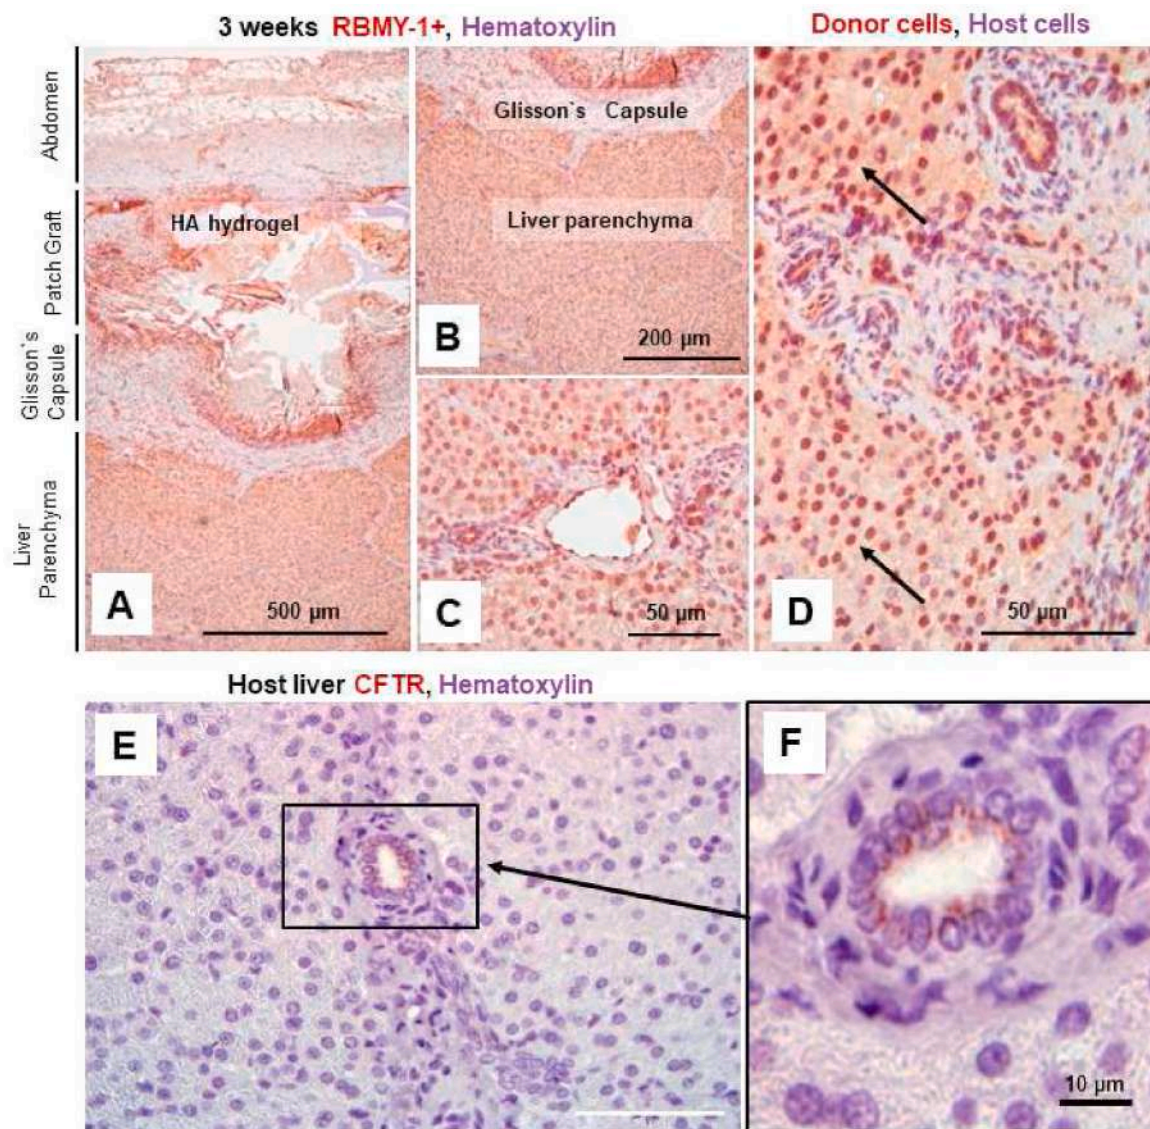 3 weeks RBMY-1+, Hematoxylin
Donor cells, Host cells
Abdomen
Patch Graft
Glisson`s
Capsule
Liver
Parenchyma
HA hydrogel
A
500 µm
Glisson`s Capsule
Liver parenchyma
B
200 µm
C
50 µm
D
50 µm
Host liver CFTR, Hematoxylin
E
F
10 µm